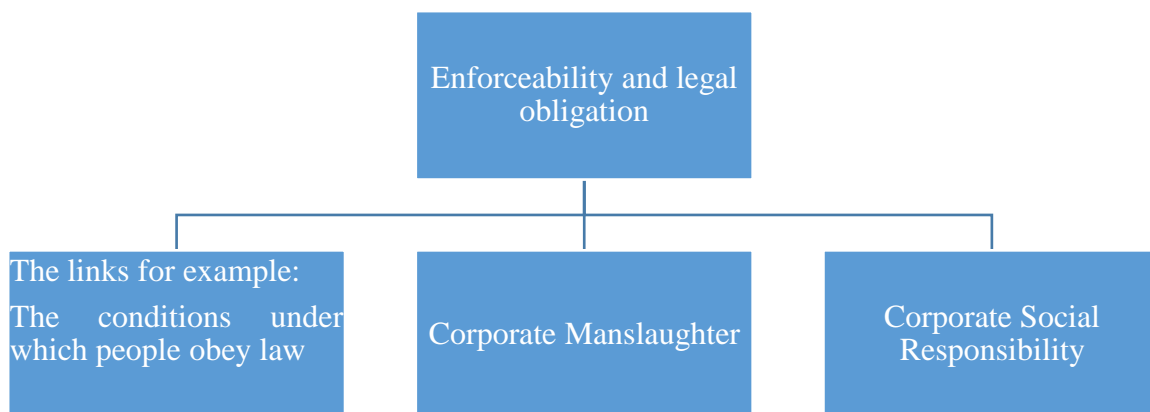 Enforceability and legal
obligation
The links for example:
The conditions under
which people obey law
Corporate Manslaughter
Corporate Social
Responsibility